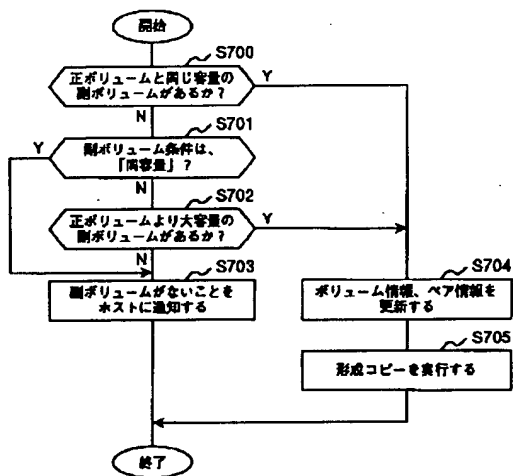 開始
S700
正ボリュームと同じ容量の
副ボリュームがあるか?
Y
N
S701
Y
副ボリューム条件は、
「同容量」?
N
S702
正ボリュームより大容量の
副ボリュームがあるか?
Y
N
S703
副ボリュームがないことを
ホストに通知する
S704
ボリューム情報、ペア情報を
更新する
S705
形成コピーを実行する
終了